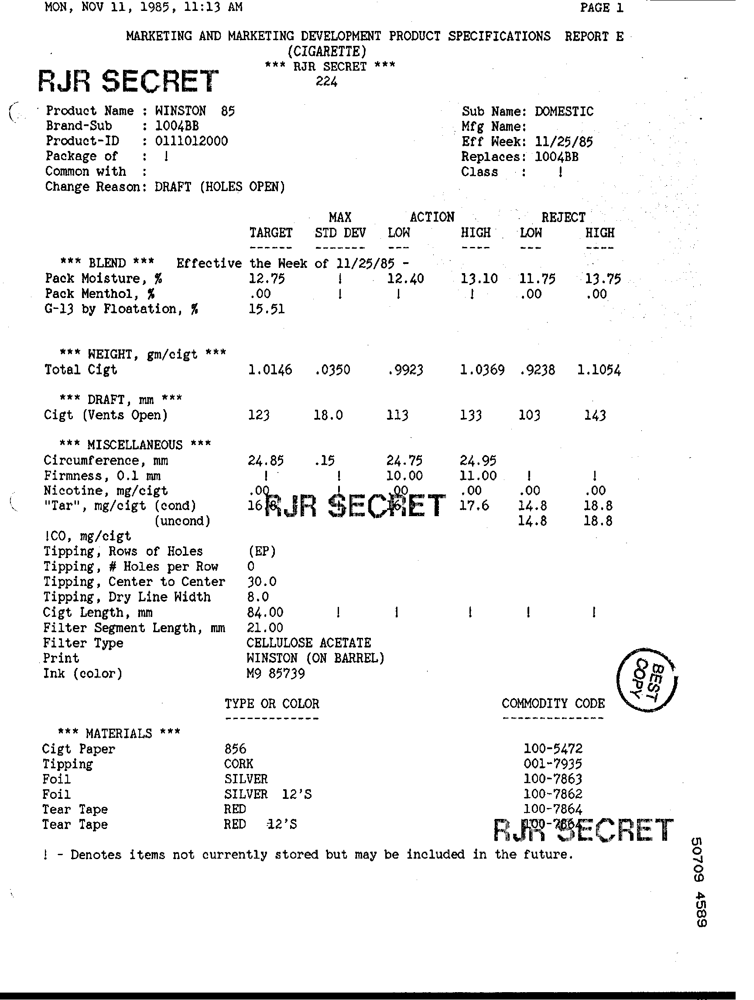 MON, NOV 11, 1985, 11:13 AM PAGE 1
MARKETING AND MARKETING DEVELOPMENT PRODUCT SPECIFICATIONS REPORT E
(CIGARETTE)
*** RJR SECRET ***
RJR SECRET 224
Product Name : WINSTON 85 Sub Name: DOMESTIC
Brand-Sub : 1004BB Mfg Name:
Product-ID : 0111012000 Eff Week: 11/25/85
Package of : ! Replaces: 1004BB
Common with : Class : !
Change Reason: DRAFT (HOLES OPEN)
MAX ACTION REJECT
TARGET STD DEV LOW HIGH LOW HIGH
------ ------- --- ---- --- ----
*** BLEND *** Effective the Week of 11/25/85 -
Pack Moisture, % 12.75 ! 12.40 13.10 11.75 13.75
Pack Menthol, % .00 ! ! ! .00 .00
G-13 by Floatation, % 15.51
*** WEIGHT, gm/cigt ***
Total Cigt 1.0146 .0350 .9923 1.0369 .9238 1.1054
*** DRAFT, mm ***
Cigt (Vents Open) 123 18.0 113 133 103 143
*** MISCELLANEOUS ***
Circumference, mm 24.85 .15 24.75 24.95
Firmness, 0.1 mm ! ! 10.00 11.00 ! !
Nicotine, mg/cigt .00 ! .00 .00 .00 .00
"Tar", mg/cigt (cond) 17.6 14.8 18.8
RJR SECRET
(uncond) 14.8 18.8
!CO, mg/cigt
Tipping, Rows of Holes (EP)
Tipping, # Holes per Row 0
Tipping, Center to Center 30.0
Tipping, Dry Line Width 8.0
Cigt Length, mm 84.00 ! ! ! ! !
Filter Segment Length, mm 21.00
Filter Type CELLULOSE ACETATE
Print WINSTON (ON BARREL)
Ink (color) M9 85739
BEST
COPY
TYPE OR COLOR COMMODITY CODE
------------- --------------
*** MATERIALS ***
Cigt Paper 856 100-5472
Tipping CORK 001-7935
Foil SILVER 100-7863
Foil SILVER 12'S 100-7862
Tear Tape RED 100-7864
Tear Tape RED 12'S
RJR SECRET
! - Denotes items not currently stored but may be included in the future.
50709 4589